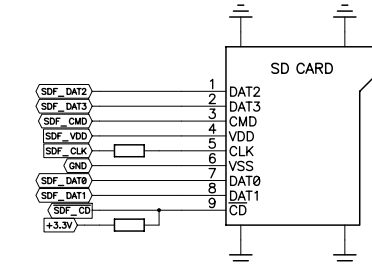 SD CARD
SDF_DAT2 1 DAT2
SDF_DAT3 2 DAT3
SDF_CMD 3 CMD
SDF_VDD 4 VDD
SDF_CLK 5 CLK
GND 6 VSS
SDF_DAT0 7 DAT0
SDF_DAT1 8 DAT1
SDF_CD 9 CD
+3.3V